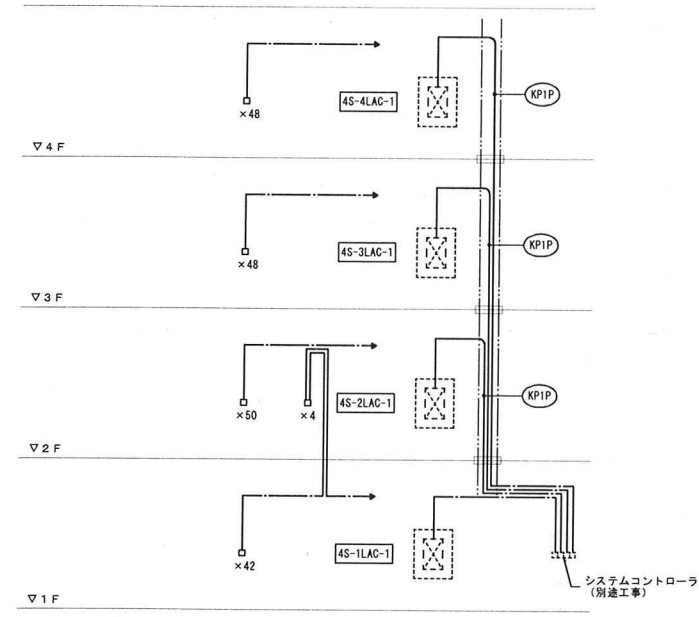 ×48
4S-4LAC-1
KP1P
▽4F
×48
4S-3LAC-1
KP1P
▽3F
×50
×4
4S-2LAC-1
KP1P
▽2F
×42
4S-1LAC-1
システムコントローラ
(別途工事)
▽1F